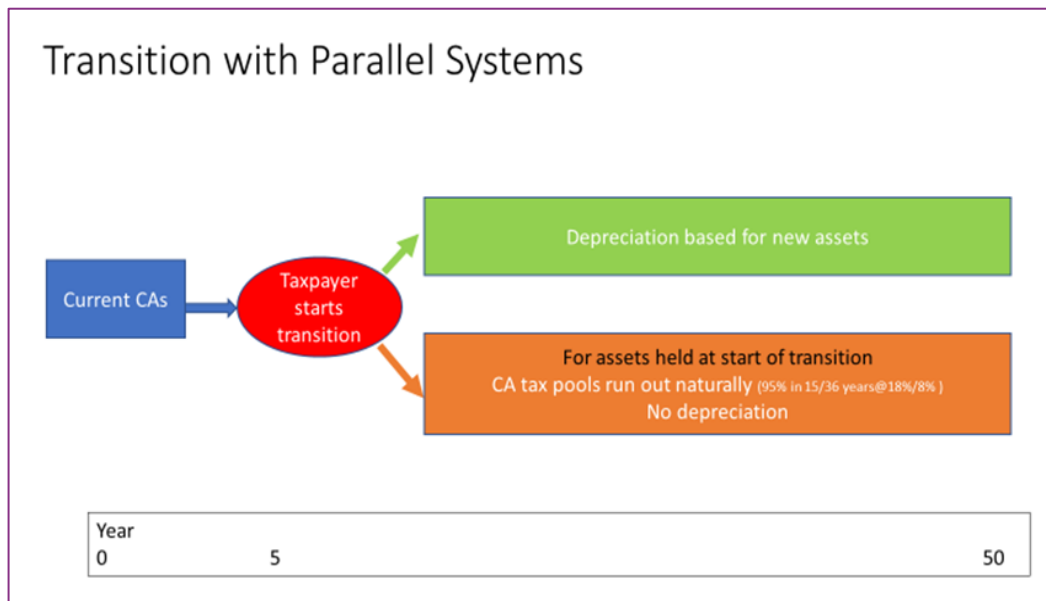 Transition with Parallel Systems
Depreciation based for new assets
Current CAs
Taxpayer
starts
transition
For assets held at start of transition
CA tax pools run out naturally (95% in 15/36 years@18%/8% )
No depreciation
Year
0 5 50